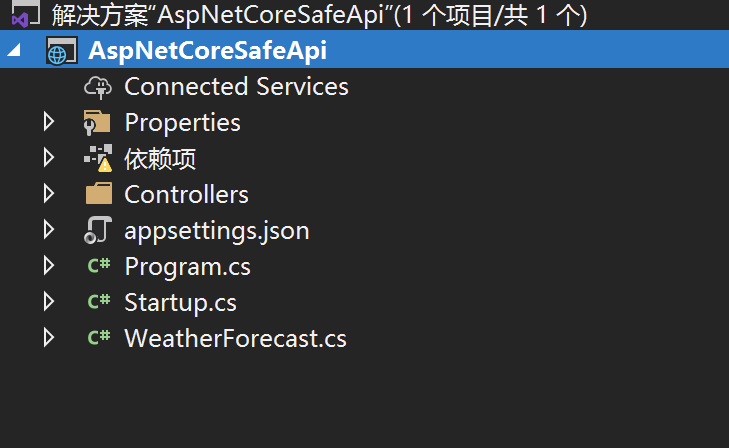 解决方案“AspNetCoreSafeApi”(1 个项目/共 1 个)
AspNetCoreSafeApi
Connected Services
Properties
依赖项
Controllers
appsettings.json
C# Program.cs
C# Startup.cs
C# WeatherForecast.cs